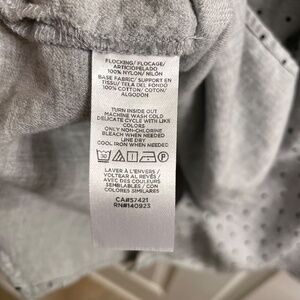 FLOCKING/ FLOCAGE/
ARTICIOPELADO
100% NYLON/ NILÓN
BASE FABRIC/ SUPPORT EN
TISSU/ TELA DEL FONDO
100% COTTON/ COTON/
ALGODÓN
TURN INSIDE OUT
MACHINE WASH COLD
DELICATE CYCLE WITH LIKE
COLORS
ONLY NON-CHLORINE
BLEACH WHEN NEEDED
LINE DRY
COOL IRON WHEN NEEDED
30
LAVER À L'ENVERS /
VOLTEAR AL REVÉS /
AVEC DES COULEURS
SEMBLABLES / CON
COLORES SIMILARES
CA#57421
RN#140923